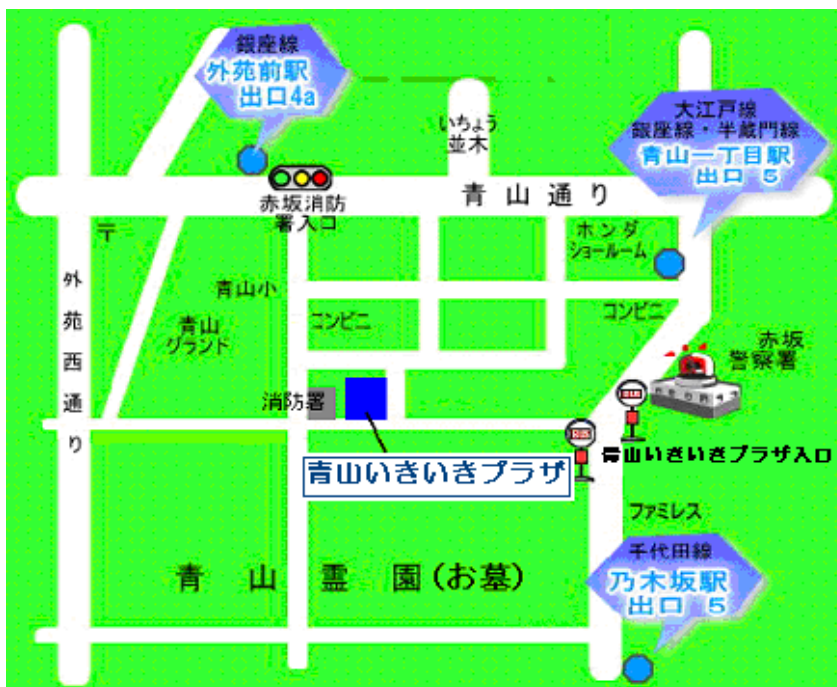 銀座線
外苑前駅
出口4a
いちょう
並木
大江戸線
銀座線・半蔵門線
青山一丁目駅
出口 5
赤坂消防
署入口
青山通り
〒
ホンダ
ショールーム
外苑西通り
青山小
青山
グランド
コンビニ
コンビニ
赤坂
警察署
消防署
BUS
BUS
青山いきいきプラザ
青山いきいきプラザ入口
ファミレス
千代田線
乃木坂駅
出口 5
青山霊園(お墓)